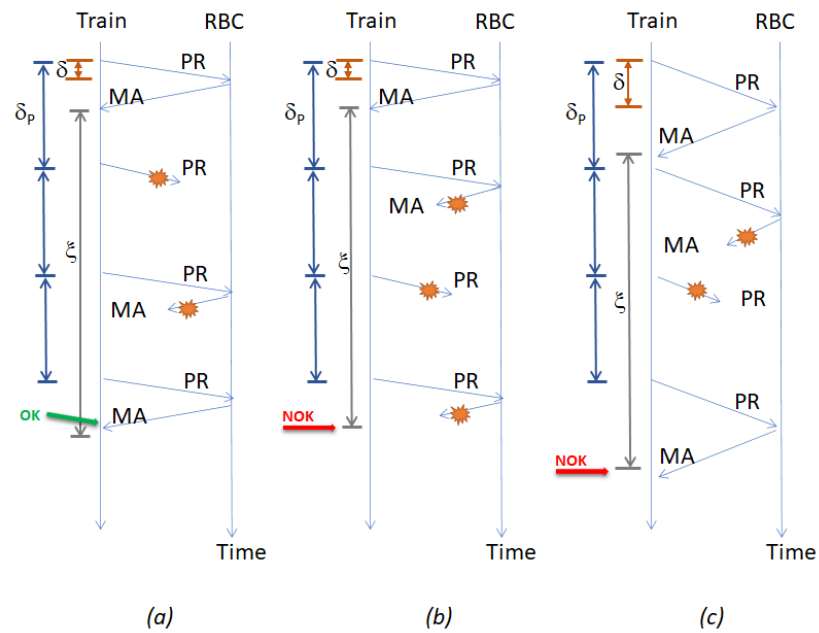 Train RBC
δ PR
δP
MA
PR
ξ
PR
MA
PR
OK
MA
Time
(a)
Train RBC
δ PR
δP
MA
PR
MA
ξ
PR
PR
NOK
Time
(b)
Train RBC
δ PR
δP
MA
PR
MA
ξ
PR
PR
MA
NOK
Time
(c)